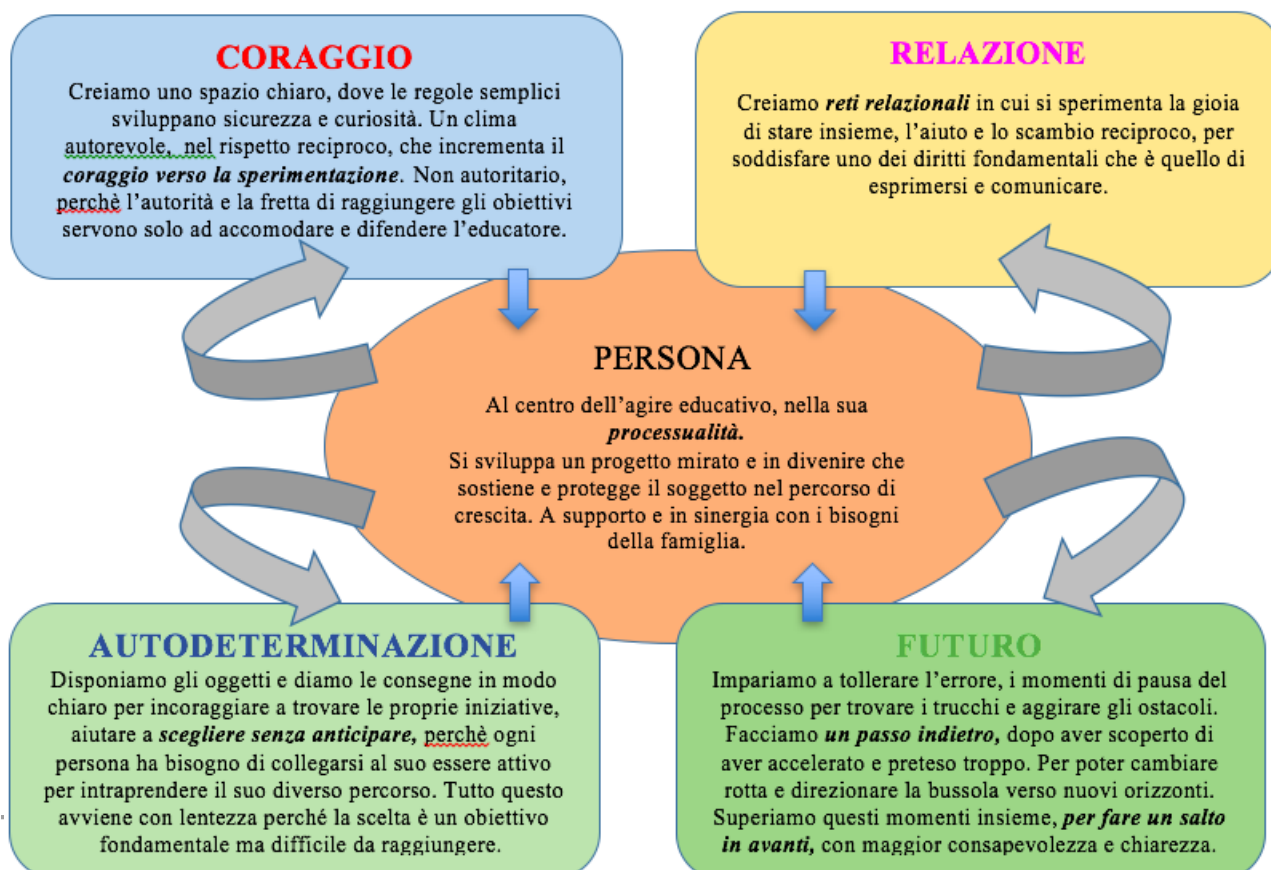 CORAGGIO
Creiamo uno spazio chiaro, dove le regole semplici
sviluppano sicurezza e curiosità. Un clima
autorevole, nel rispetto reciproco, che incrementa il
coraggio verso la sperimentazione. Non autoritario,
perchè l’autorità e la fretta di raggiungere gli obiettivi
servono solo ad accomodare e difendere l’educatore.
RELAZIONE
Creiamo reti relazionali in cui si sperimenta la gioia
di stare insieme, l’aiuto e lo scambio reciproco, per
soddisfare uno dei diritti fondamentali che è quello di
esprimersi e comunicare.
PERSONA
Al centro dell’agire educativo, nella sua
processualità.
Si sviluppa un progetto mirato e in divenire che
sostiene e protegge il soggetto nel percorso di
crescita. A supporto e in sinergia con i bisogni
della famiglia.
AUTODETERMINAZIONE
Disponiamo gli oggetti e diamo le consegne in modo
chiaro per incoraggiare a trovare le proprie iniziative,
aiutare a scegliere senza anticipare, perchè ogni
persona ha bisogno di collegarsi al suo essere attivo
per intraprendere il suo diverso percorso. Tutto questo
avviene con lentezza perché la scelta è un obiettivo
fondamentale ma difficile da raggiungere.
FUTURO
Impariamo a tollerare l’errore, i momenti di pausa del
processo per trovare i trucchi e aggirare gli ostacoli.
Facciamo un passo indietro, dopo aver scoperto di
aver accelerato e preteso troppo. Per poter cambiare
rotta e direzionare la bussola verso nuovi orizzonti.
Superiamo questi momenti insieme, per fare un salto
in avanti, con maggior consapevolezza e chiarezza.